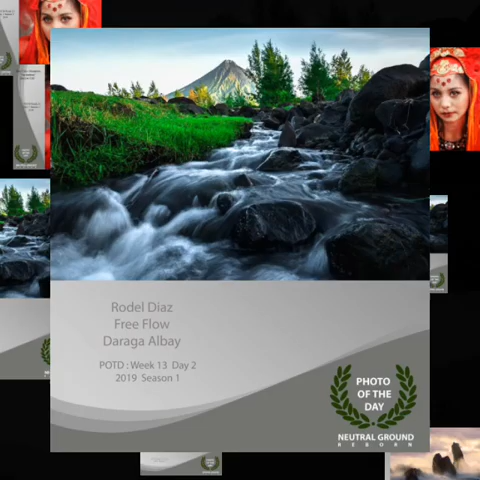 Rodel Diaz
Free Flow
Daraga Albay
POTD : Week 13 Day 2
2019 Season 1
PHOTO
OF THE
DAY
NEUTRAL GROUND
REBORN